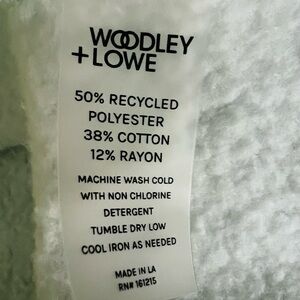 WOODLEY
+LOWE
50% RECYCLED
POLYESTER
38% COTTON
12% RAYON
MACHINE WASH COLD
WITH NON CHLORINE
DETERGENT
TUMBLE DRY LOW
COOL IRON AS NEEDED
MADE IN LA
RN# 161215